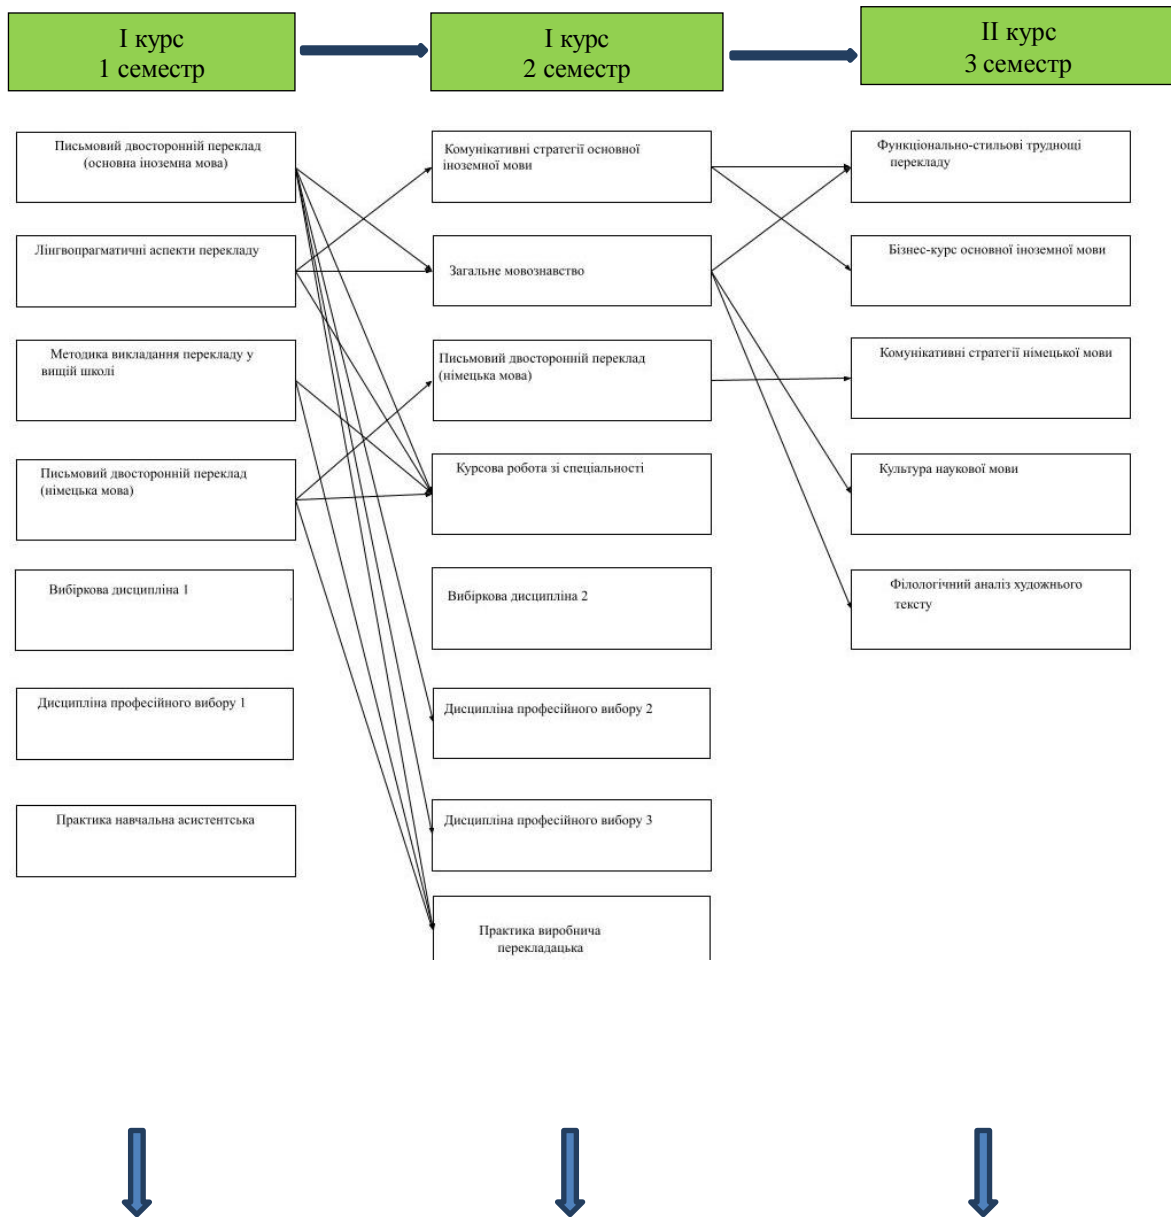 І курс
1 семестр
І курс
2 семестр
ІІ курс
3 семестр
Письмовий двосторонній переклад
(основна іноземна мова)
Лінгвопрагматичні аспекти перекладу
Методика викладання перекладу у
вищій школі
Письмовий двосторонній переклад
(німецька мова)
Вибіркова дисципліна 1
Дисципліна професійного вибору 1
Практика навчальна асистентська
Комунікативні стратегії основної
іноземної мови
Загальне мовознавство
Письмовий двосторонній переклад
(німецька мова)
Курсова робота зі спеціальності
Вибіркова дисципліна 2
Дисципліна професійного вибору 2
Дисципліна професійного вибору 3
Практика виробнича
перекладацька
Функціонально-стильові труднощі
перекладу
Бізнес-курс основної іноземної мови
Комунікативні стратегії німецької мови
Культура наукової мови
Філологічний аналіз художнього
тексту